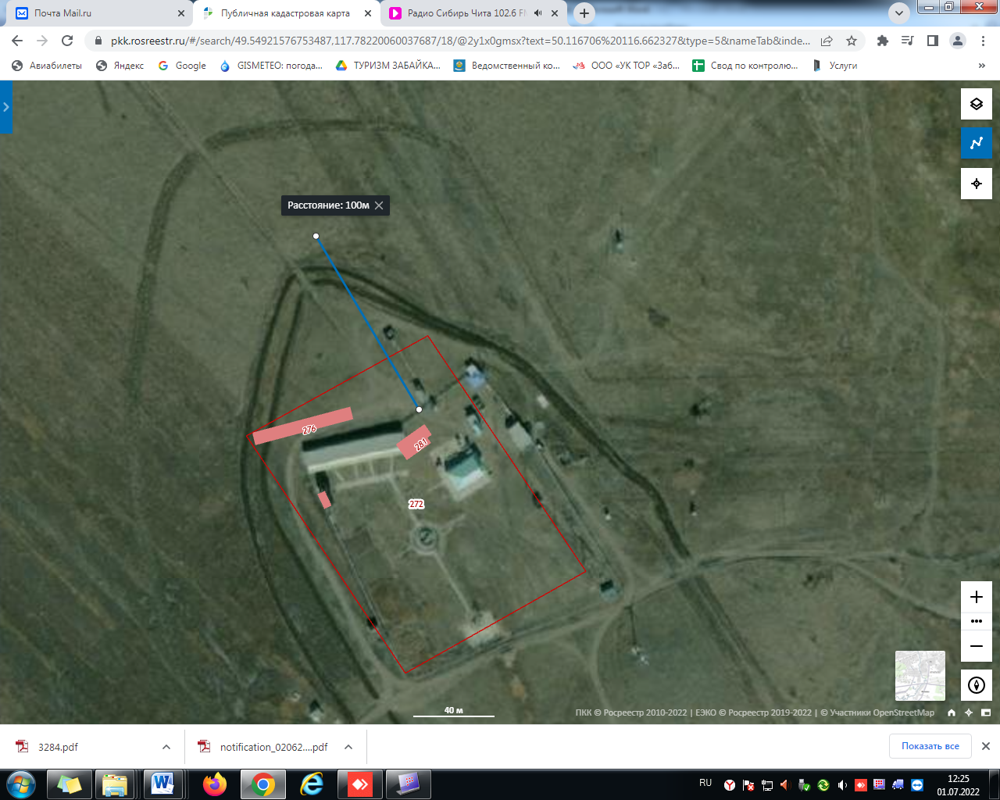 Почта Mail.ru
Публичная кадастровая карта
Радио Сибирь Чита 102.6 F
pkk.rosreestr.ru/#/search/49.54921576753487,117.78220060037687/18/@2y1x0gmsx?text=50.116706%20116.662327&type=5&nameTab&inde...
Авиабилеты
Яндекс
Google
GISMETEO: погода...
ТУРИЗМ ЗАБАЙКА...
Ведомственный ко...
ООО «УК ТОР «Заб...
Свод по контролю...
Услуги
»
Расстояние: 100м
276
281
272
40 м
ПКК © Росреестр 2010-2022 | ЕЭКО © Росреестр 2019-2022 | © Участники OpenStreetMap
3284.pdf
notification_02062....pdf
Показать все
RU
12:25
01.07.2022